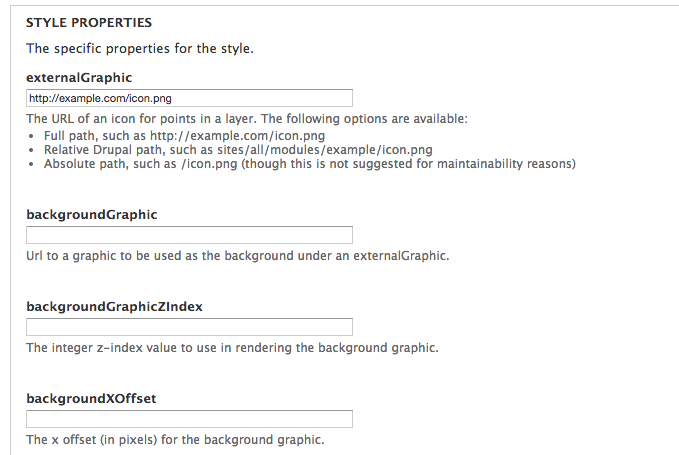 STYLE PROPERTIES
The specific properties for the style.
externalGraphic
http://example.com/icon.png
The URL of an icon for points in a layer. The following options are available:
• Full path, such as http://example.com/icon.png
• Relative Drupal path, such as sites/all/modules/example/icon.png
• Absolute path, such as /icon.png (though this is not suggested for maintainability reasons)
backgroundGraphic
Url to a graphic to be used as the background under an externalGraphic.
backgroundGraphicZIndex
The integer z-index value to use in rendering the background graphic.
backgroundXOffset
The x offset (in pixels) for the background graphic.